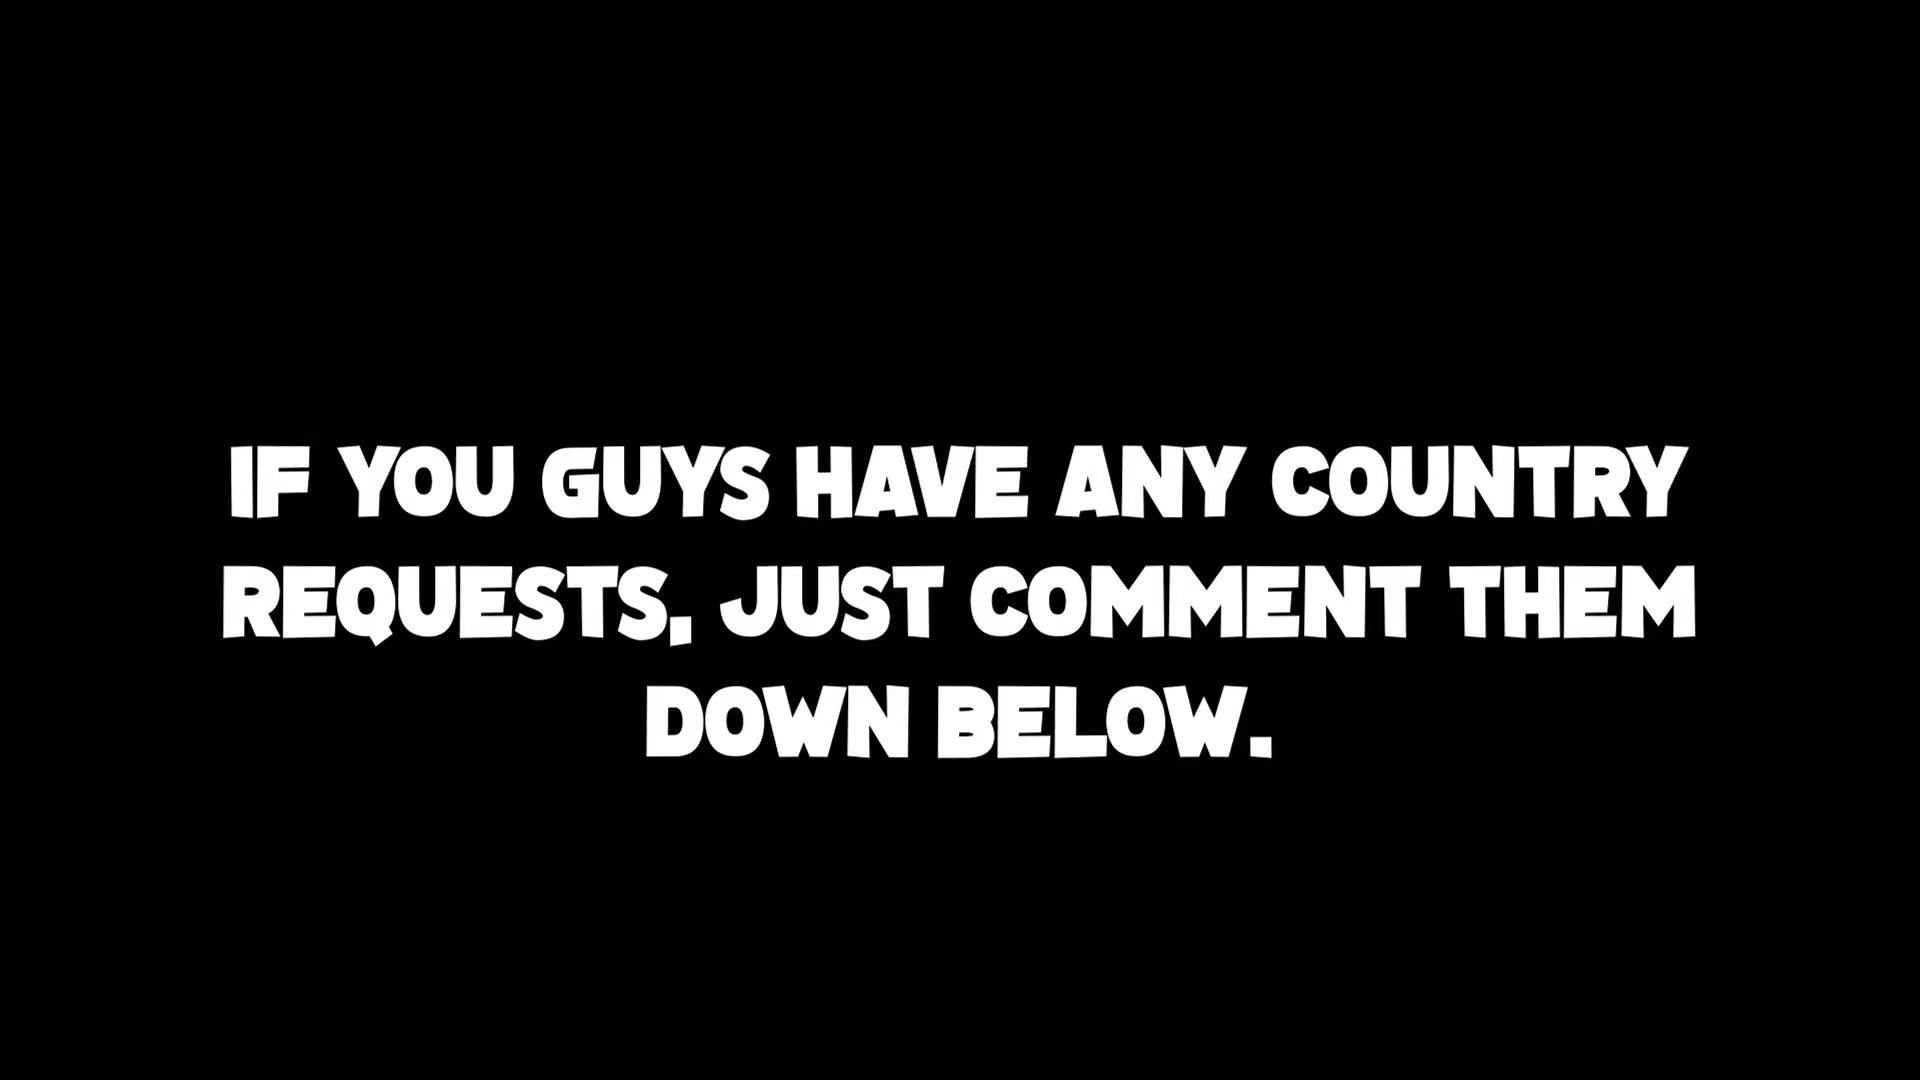 IF YOU GUYS HAVE ANY COUNTRY
REQUESTS, JUST COMMENT THEM
DOWN BELOW.